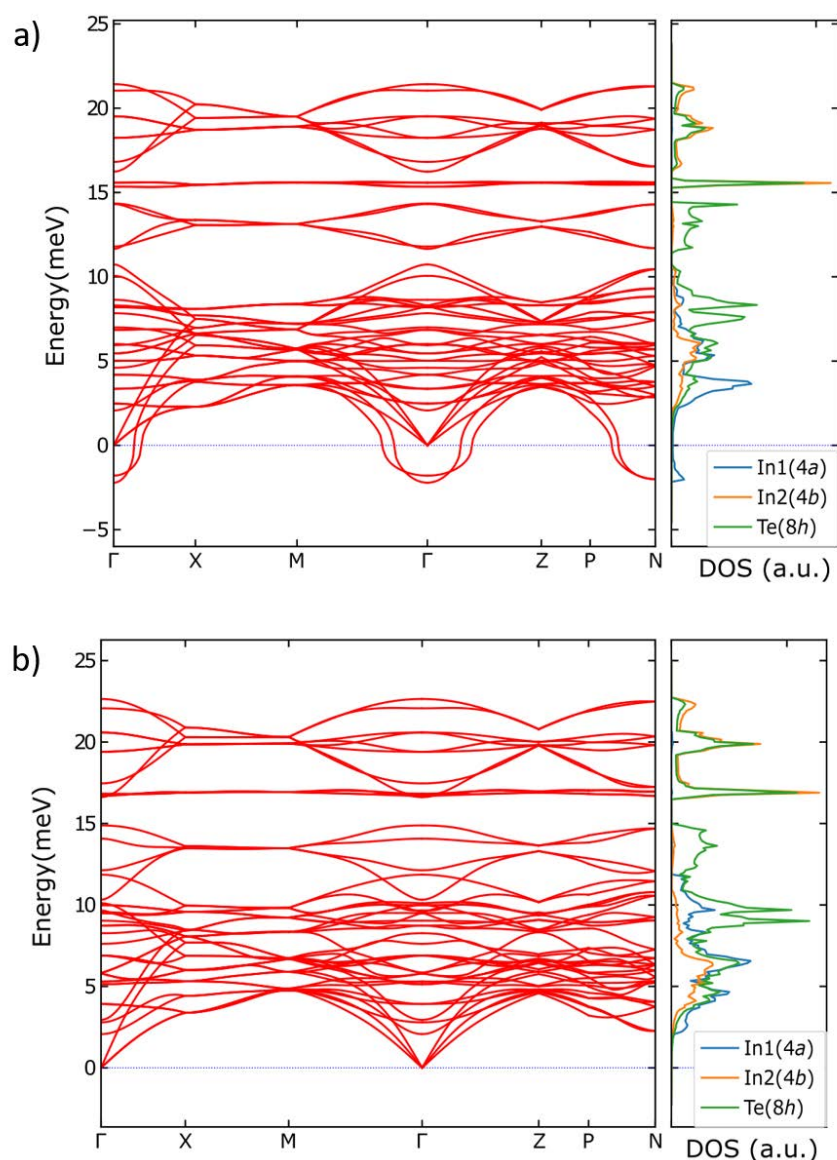 a)
25
20
15
10
5
0
−5
Energy(meV)
Γ X M Γ Z P N
In1(4a)
In2(4b)
Te(8h)
DOS (a.u.)
b)
25
20
15
10
5
0
Energy(meV)
Γ X M Γ Z P N
In1(4a)
In2(4b)
Te(8h)
DOS (a.u.)